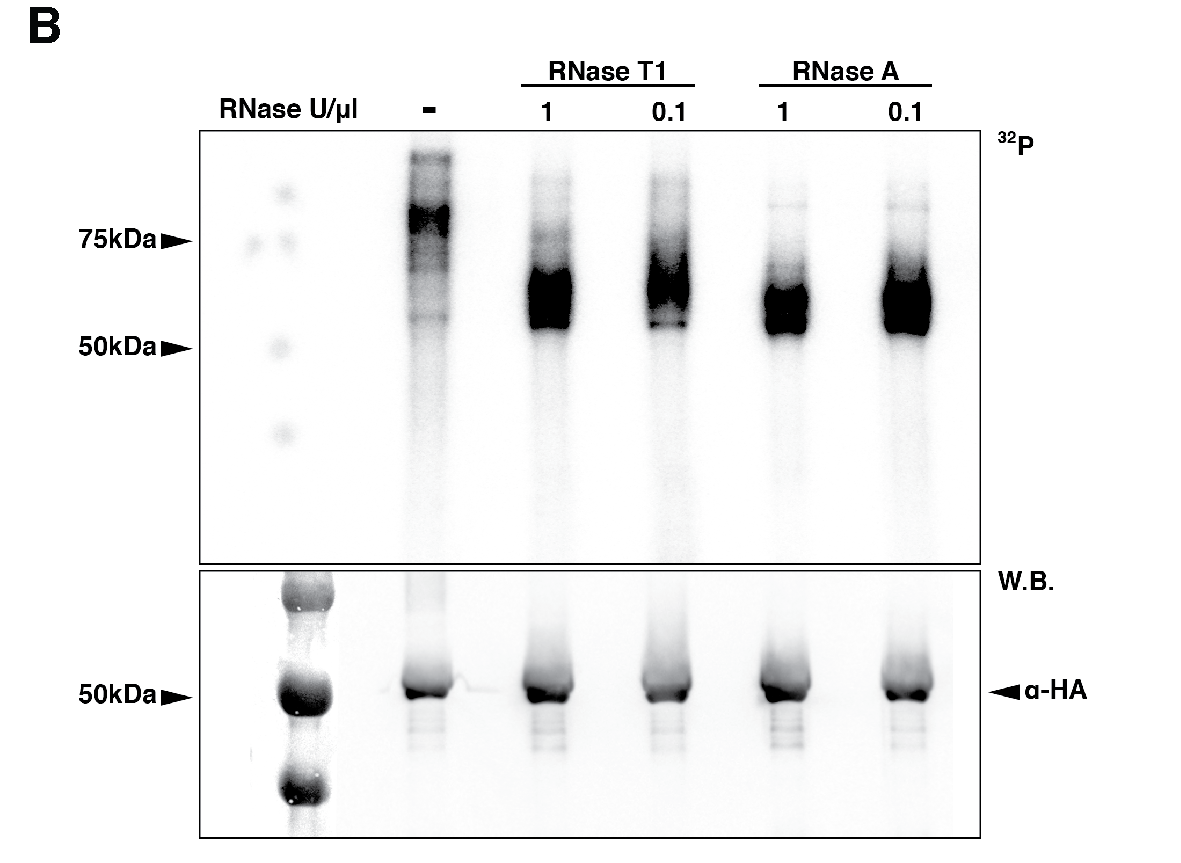 B
RNase T1 RNase A
RNase U/µl - 1 0.1 1 0.1
32P
75kDa
50kDa
W.B.
50kDa α-HA